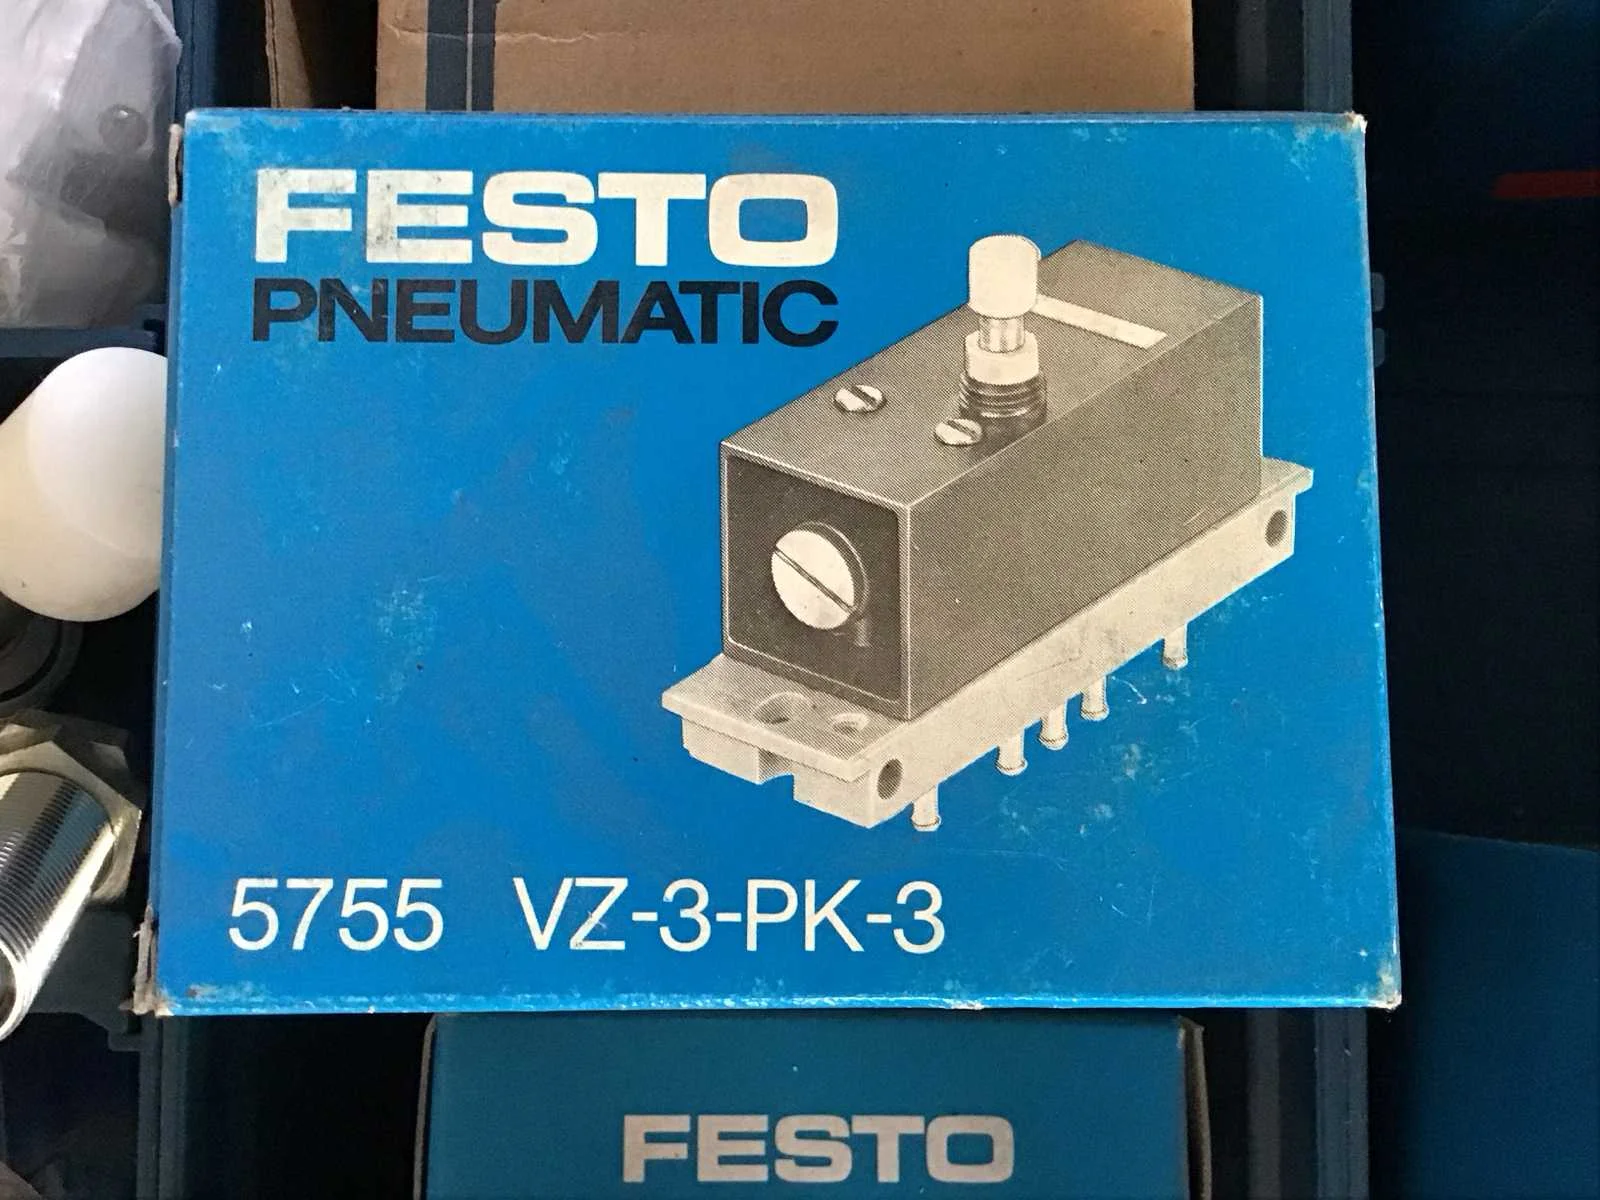 FESTO
PNEUMATIC
5755 VZ-3-PK-3
FESTO